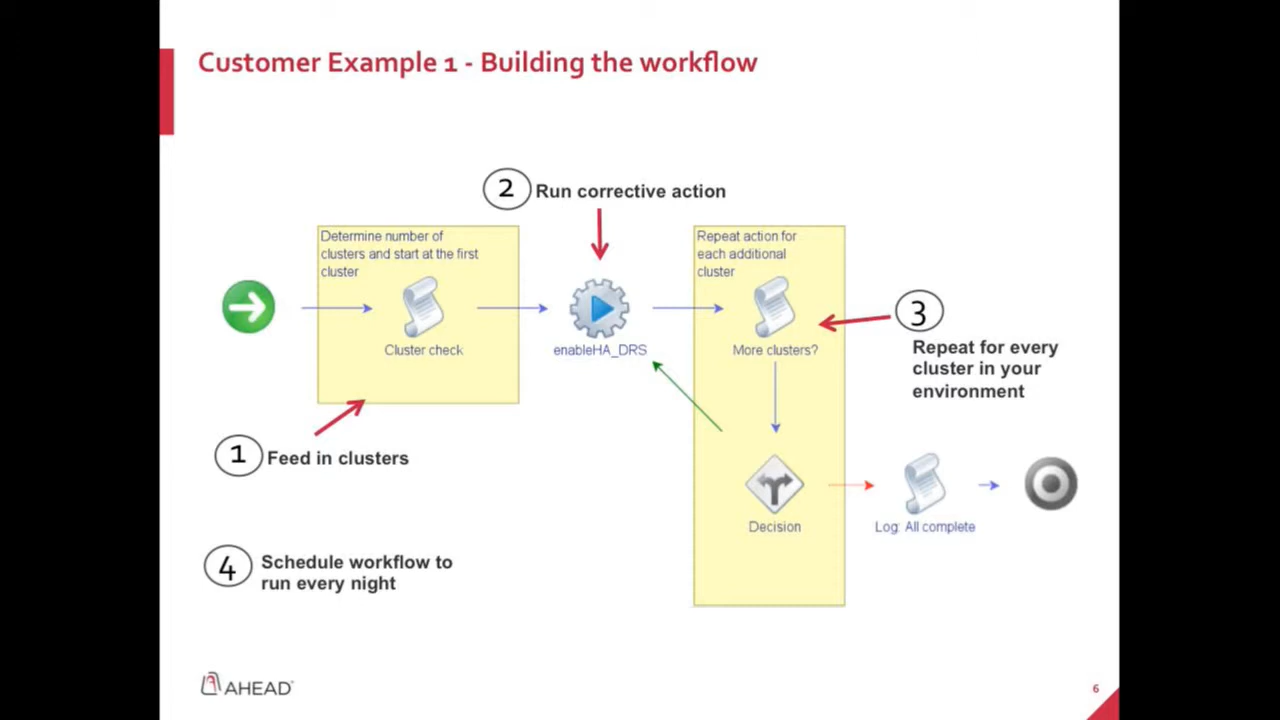 Customer Example 1 - Building the workflow
2 Run corrective action
Determine number of
clusters and start at the first
cluster
Cluster check
enableHA_DRS
Repeat action for
each additional
cluster
More clusters?
3
Repeat for every
cluster in your
environment
1 Feed in clusters
Decision
Log: All complete
4 Schedule workflow to
run every night
AHEAD
6